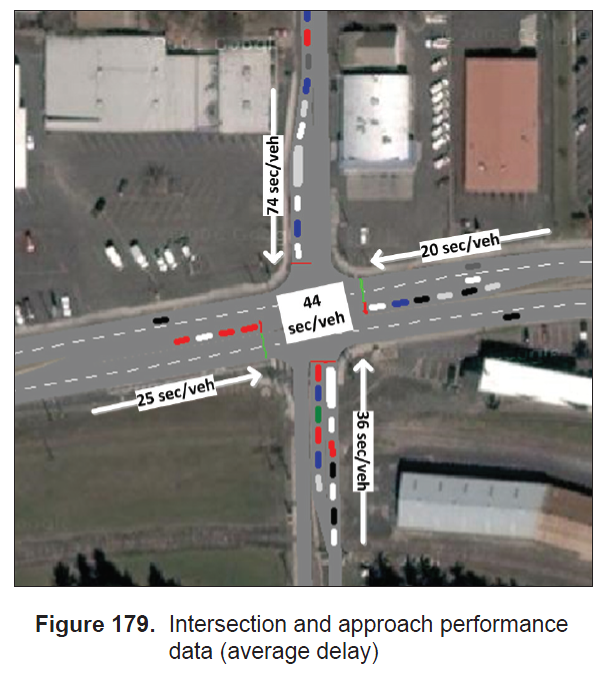 74 sec/veh
20 sec/veh
44
sec/veh
25 sec/veh
36 sec/veh
Figure 179. Intersection and approach performance
data (average delay)